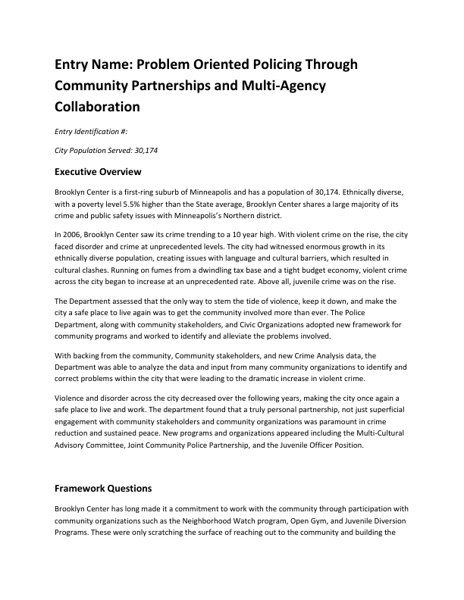 Entry Name: Problem Oriented Policing Through
Community Partnerships and Multi-Agency
Collaboration
Entry Identification #:
City Population Served: 30,174
Executive Overview
Brooklyn Center is a first-ring suburb of Minneapolis and has a population of 30,174. Ethnically diverse,
with a poverty level 5.5% higher than the State average, Brooklyn Center shares a large majority of its
crime and public safety issues with Minneapolis's Northern district.
In 2006, Brooklyn Center saw its crime trending to a 10 year high. With violent crime on the rise, the city
faced disorder and crime at unprecedented levels. The city had witnessed enormous growth in its
ethnically diverse population, creating issues with language and cultural barriers, which resulted in
cultural clashes. Running on fumes from a dwindling tax base and a tight budget economy, violent crime
across the city began to increase at an unprecedented rate. Above all, juvenile crime was on the rise.
The Department assessed that the only way to stem the tide of violence, keep it down, and make the
city a safe place to live again was to get the community involved more than ever. The Police
Department, along with community stakeholders, and Civic Organizations adopted new framework for
community programs and worked to identify and alleviate the problems involved.
With backing from the community, Community stakeholders, and new Crime Analysis data, the
Department was able to analyze the data and input from many community organizations to identify and
correct problems within the city that were leading to the dramatic increase in violent crime.
Violence and disorder across the city decreased over the following years, making the city once again a
safe place to live and work. The department found that a truly personal partnership, not just superficial
engagement with community stakeholders and community organizations was paramount in crime
reduction and sustained peace. New programs and organizations appeared including the Multi-Cultural
Advisory Committee, Joint Community Police Partnership, and the Juvenile Officer Position.
Framework Questions
Brooklyn Center has long made it a commitment to work with the community through participation with
community organizations such as the Neighborhood Watch program, Open Gym, and Juvenile Diversion
Programs. These were only scratching the surface of reaching out to the community and building the